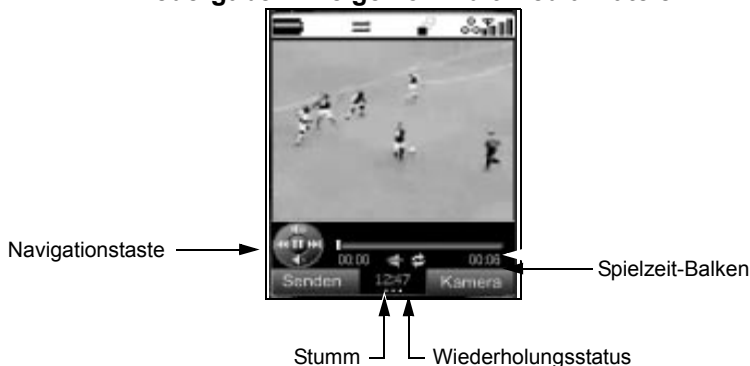 Navigationstaste
00:00
00:06
Spielzeit-Balken
Senden
12:47
Kamera
Stumm
Wiederholungsstatus